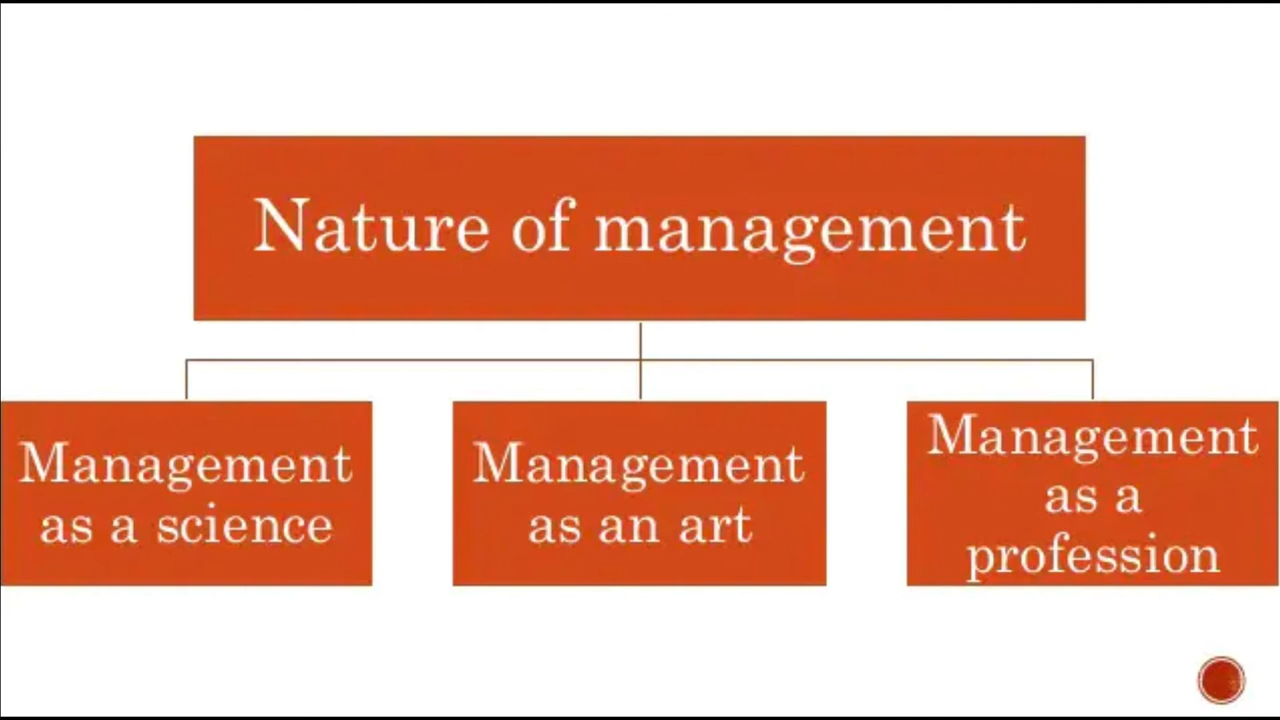 Nature of management
Management
as a science
Management
as an art
Management
as a
profession